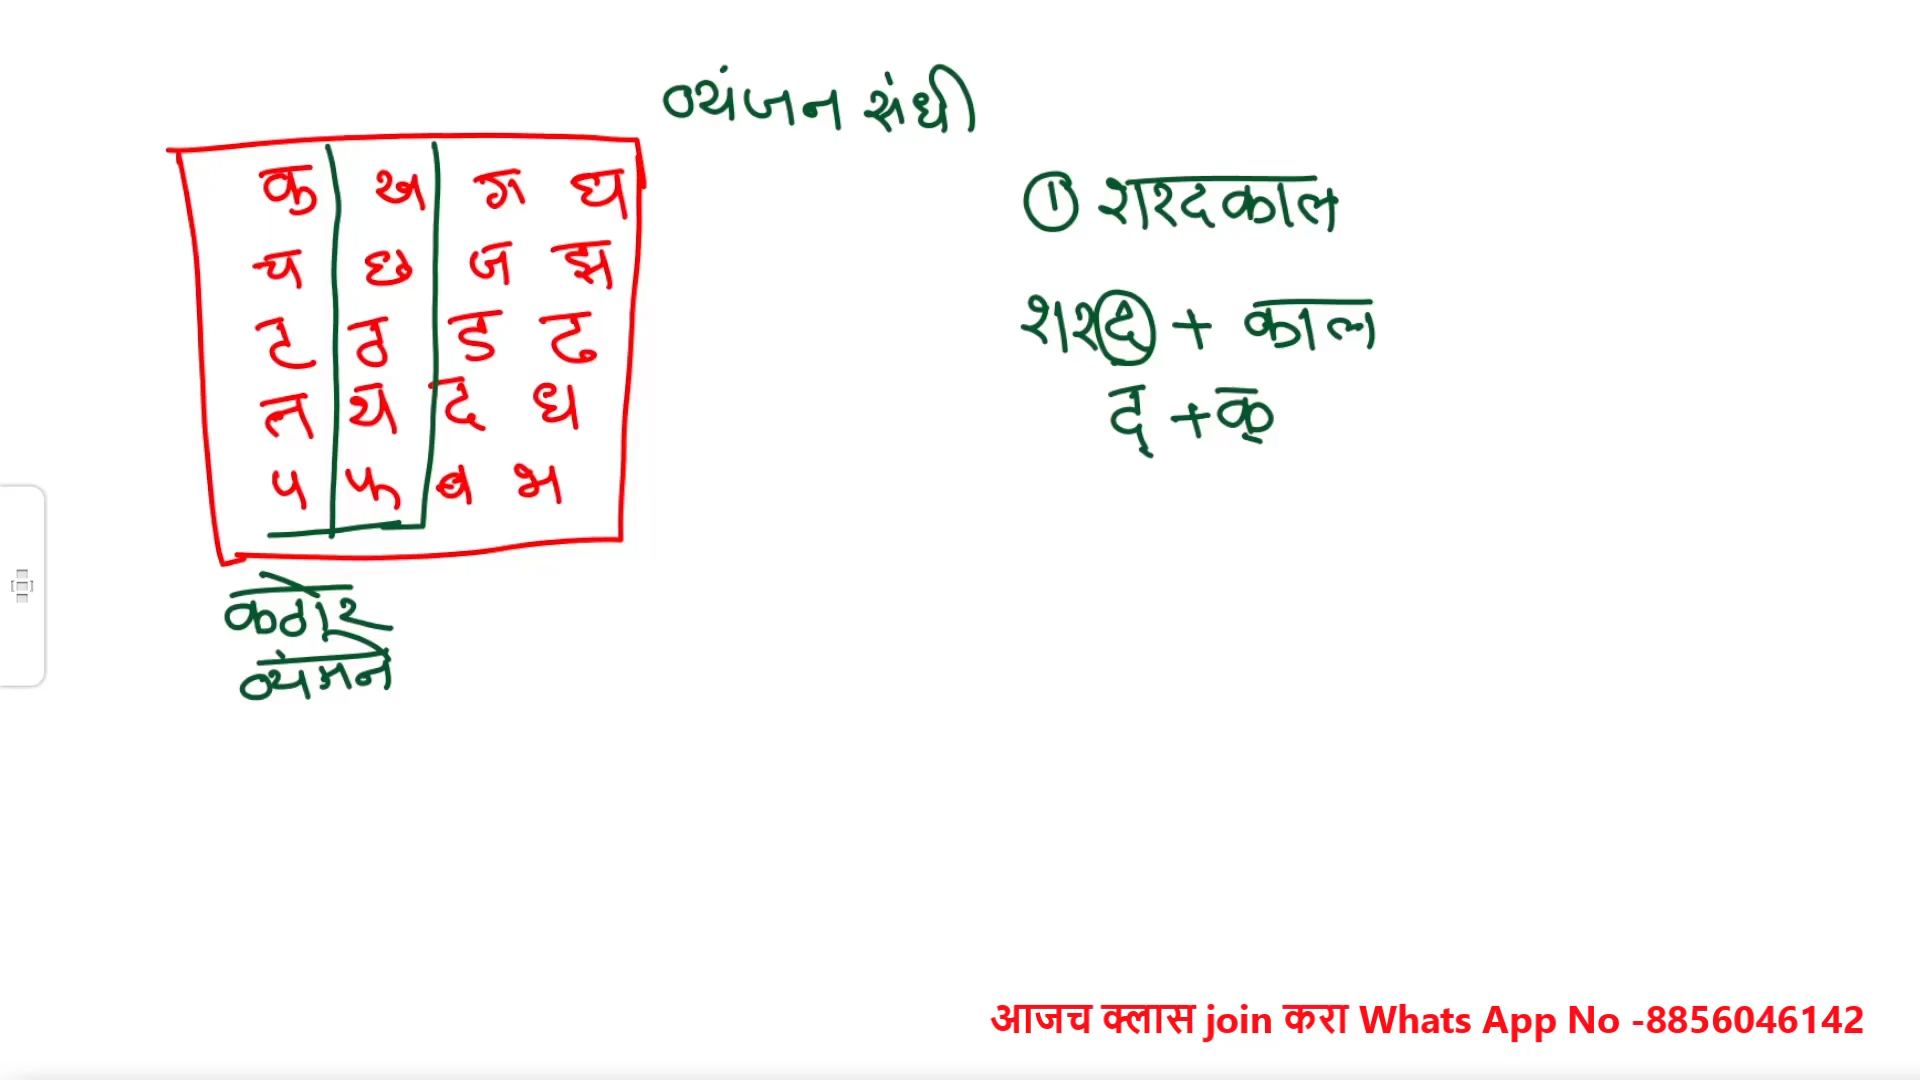 व्यंजन संधी
क ख ग घ
च छ ज झ
ट ठ ड ढ
त थ द ध
प फ ब भ
कठोर
व्यंजन
① शरदकाल
शरद + काल
द् + क्
आजच क्लास join करा Whats App No -8856046142